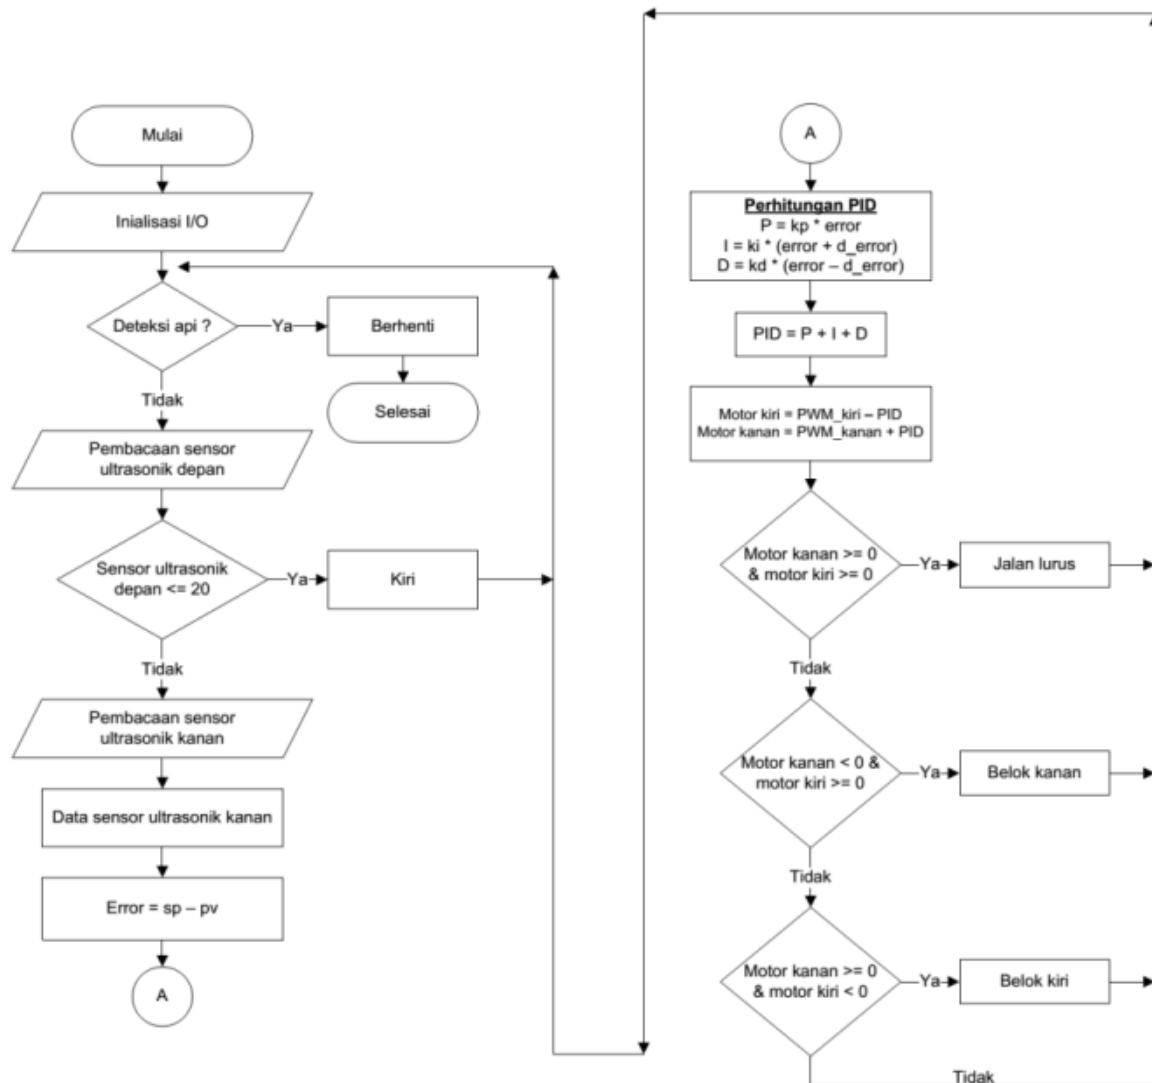 Mulai
Inialisasi I/O
Deteksi api ?
Ya
Berhenti
Selesai
Tidak
Pembacaan sensor
ultrasonik depan
Sensor ultrasonik
depan <= 20
Ya
Kiri
Tidak
Pembacaan sensor
ultrasonik kanan
Data sensor ultrasonik kanan
Error = sp – pv
A
A
Perhitungan PID
P = kp * error
I = ki * (error + d_error)
D = kd * (error – d_error)
PID = P + I + D
Motor kiri = PWM_kiri – PID
Motor kanan = PWM_kanan + PID
Motor kanan >= 0
& motor kiri >= 0
Ya
Jalan lurus
Tidak
Motor kanan < 0 &
motor kiri >= 0
Ya
Belok kanan
Tidak
Motor kanan >= 0
& motor kiri < 0
Ya
Belok kiri
Tidak